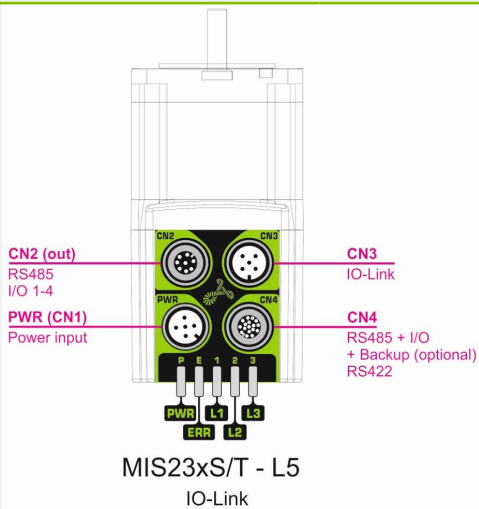 CN2
CN3
CN2 (out)
RS485
I/O 1-4
CN3
IO-Link
PWR
CN4
PWR (CN1)
Power input
CN4
RS485 + I/O
+ Backup (optional)
RS422
P E 1 2 3
PWR L1 L3
ERR L2
MIS23xS/T - L5
IO-Link